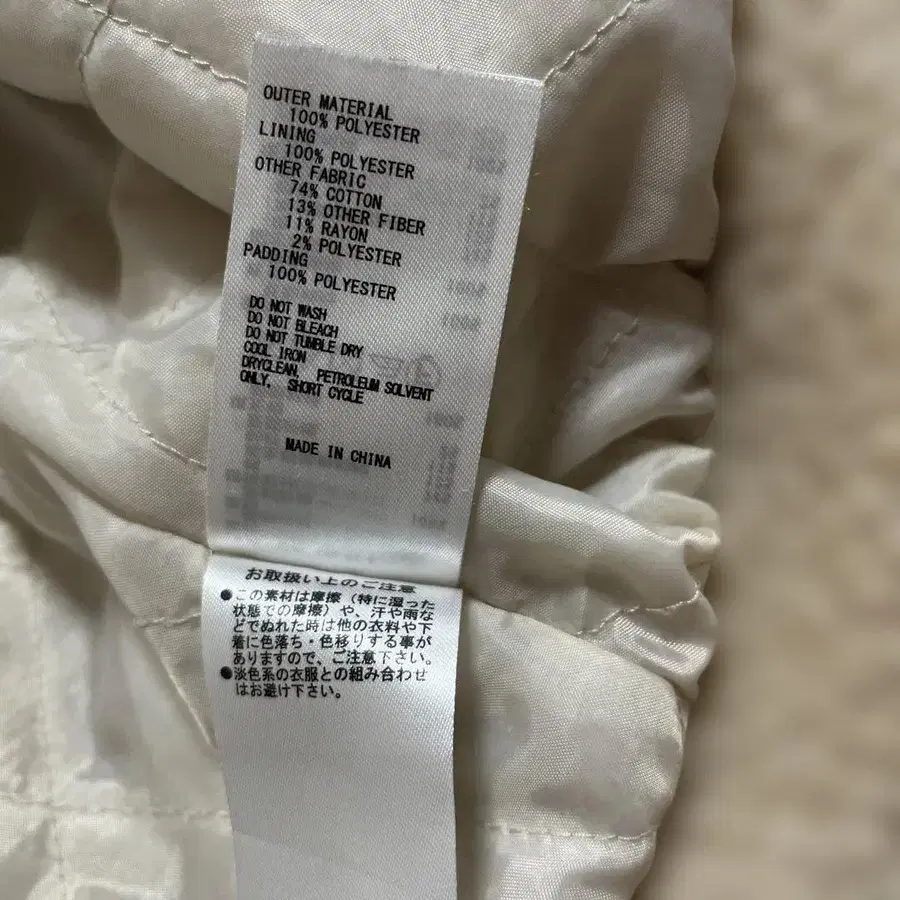 OUTER MATERIAL
100% POLYESTER
LINING
100% POLYESTER
OTHER FABRIC
74% COTTON
13% OTHER FIBER
11% RAYON
2% POLYESTER
PADDING
100% POLYESTER
DO NOT WASH
DO NOT BLEACH
DO NOT TUMBLE DRY
COOL IRON
DRYCLEAN, PETROLEUM SOLVENT
ONLY, SHORT CYCLE
MADE IN CHINA
お取扱い上のご注意
●この素材は摩擦(特に湿った
状態での摩擦)や、汗や雨な
どでぬれた時は他の衣料や下
着に色落ち・色移りする事が
ありますので、ご注意下さい。
●淡色系の衣服との組み合わせ
はお避け下さい。